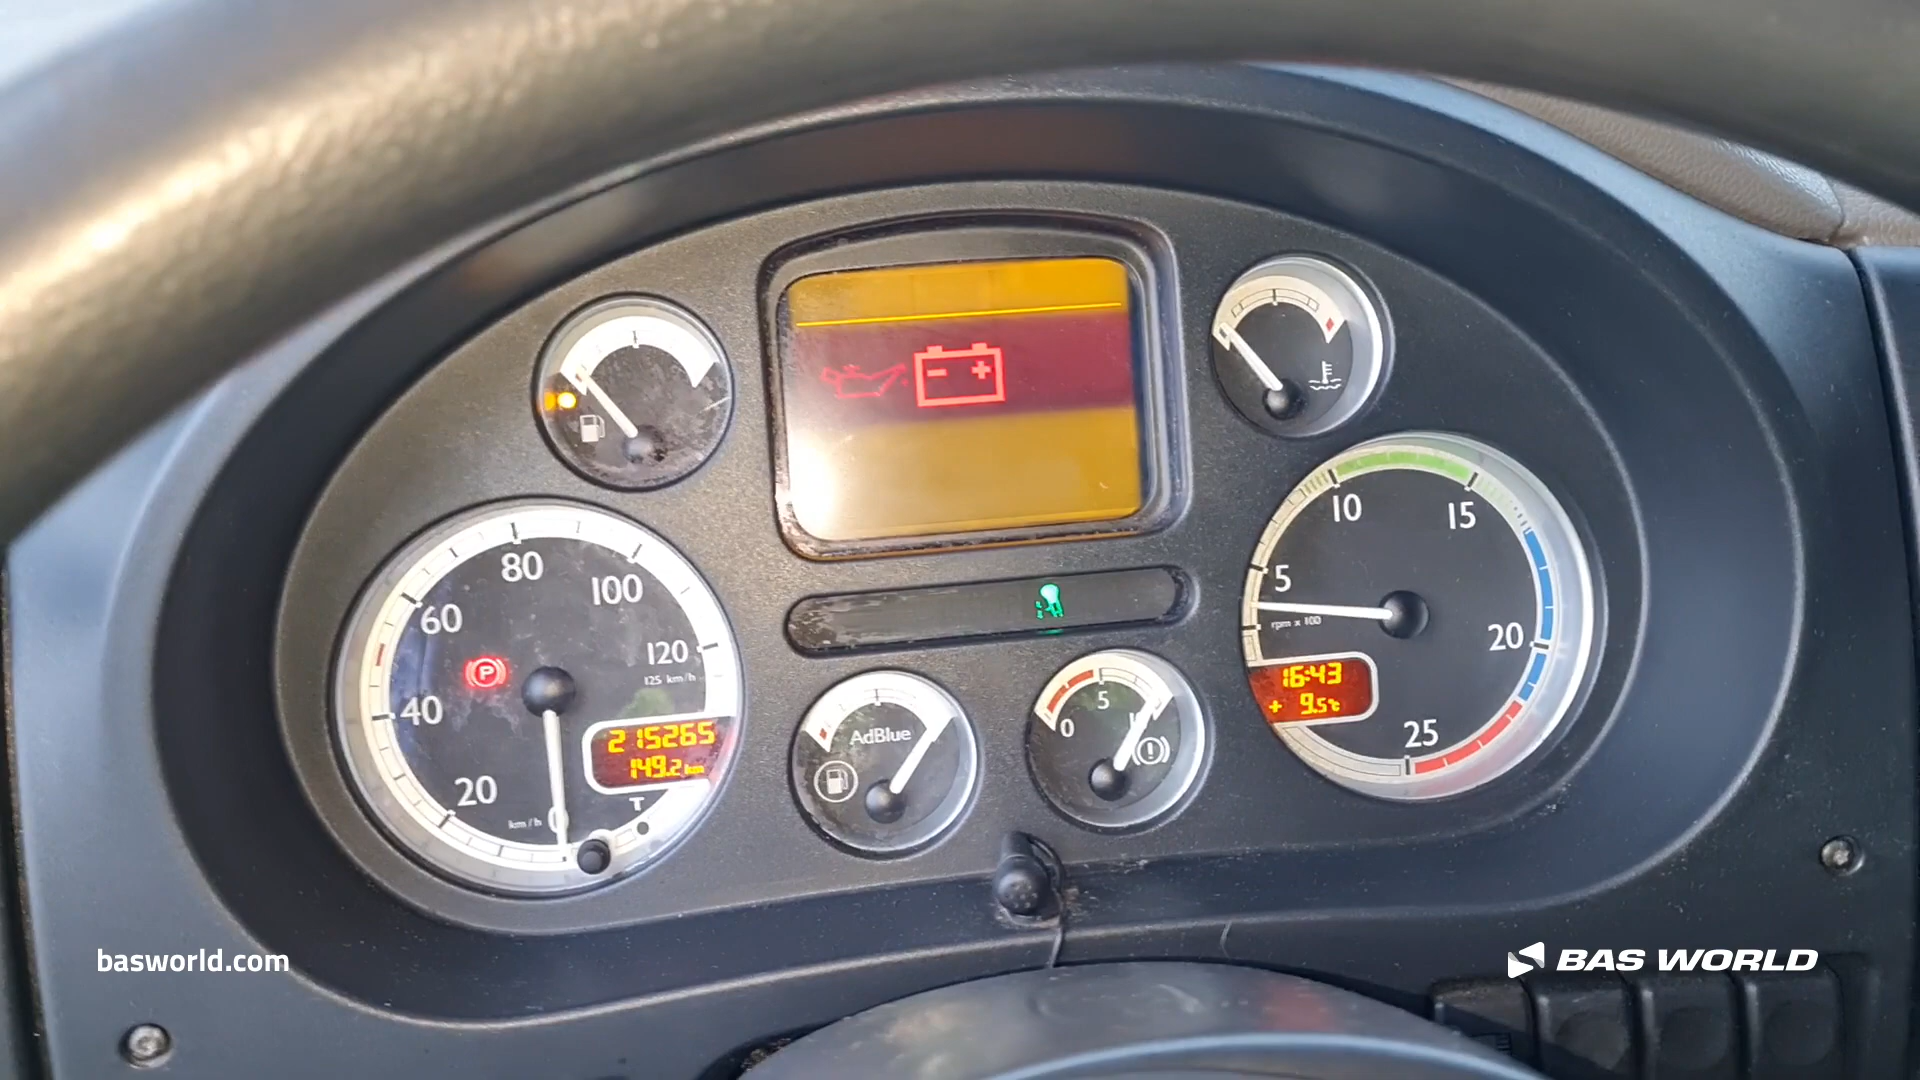 80
100
60
120
125 km/h
40
20
km/h
0
P
215265
149.2 km
T
AdBlue
0
5
10
15
5
rpm x 100
20
25
16:43
+ 9.5°C
basworld.com
BAS WORLD